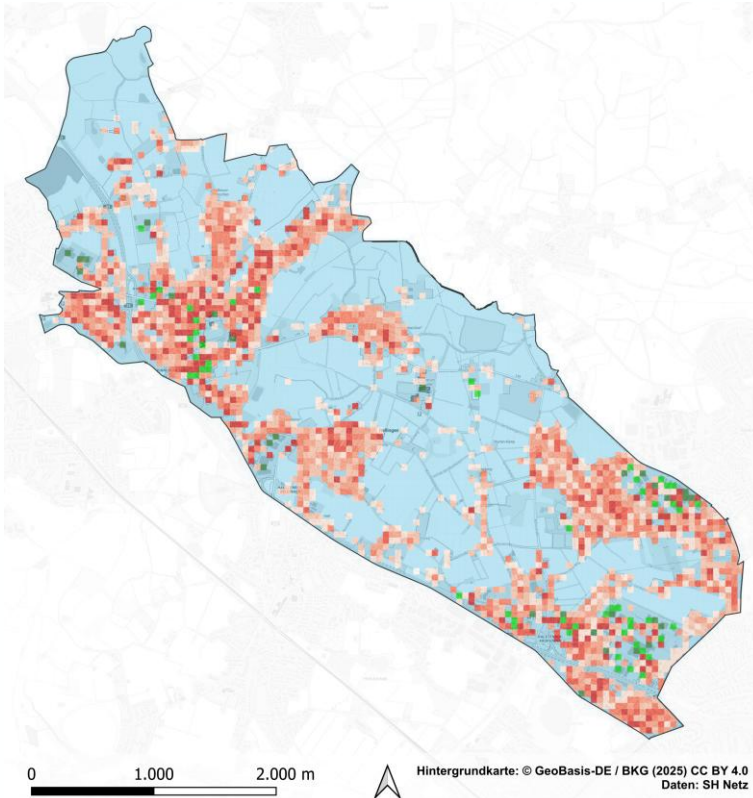 0 1.000 2.000 m
Hintergrundkarte: © GeoBasis-DE / BKG (2025) CC BY 4.0
Daten: SH Netz